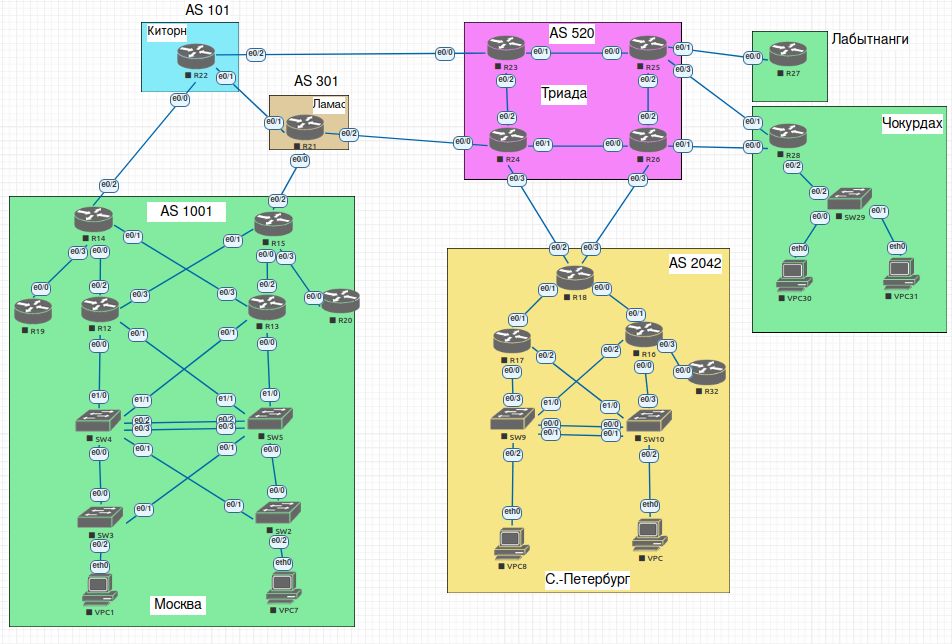 AS 101
Киторн
e0/2
R22
e0/1
e0/0
AS 301
Ламас
e0/1
e0/2
R21
e0/0
AS 520
e0/0
R23
e0/1
e0/0
R25
e0/1
e0/3
e0/2
e0/2
Триада
e0/2
e0/2
e0/0
R24
e0/1
e0/0
R26
e0/1
e0/3
e0/3
Лабытнанги
e0/0
R27
Чокурдах
e0/1
e0/0
R28
e0/2
e0/2
SW29
e0/0
e0/1
eth0
eth0
VPC30
VPC31
AS 1001
e0/2
e0/2
R14
R15
e0/1
e0/1
e0/3
e0/0
e0/0
e0/3
e0/0
e0/2
e0/3
e0/3
e0/2
e0/0
R19
R12
R13
R20
e0/1
e0/1
e0/0
e0/0
e1/0
e1/1
e1/1
e1/0
e0/2
e0/2
e0/3
e0/3
SW4
SW5
e0/0
e0/1
e0/1
e0/0
e0/0
e0/1
e0/1
e0/0
SW3
SW2
e0/2
e0/2
eth0
eth0
VPC1
VPC7
Москва
AS 2042
e0/2
e0/3
R18
e0/1
e0/0
e0/1
e0/1
R17
R16
e0/2
e0/2
e0/3
e0/0
e0/0
e0/0
R32
e0/3
e1/0
e1/0
e0/3
e0/0
e0/0
e0/1
e0/1
SW9
SW10
e0/2
e0/2
eth0
eth0
VPC8
VPC
С.-Петербург